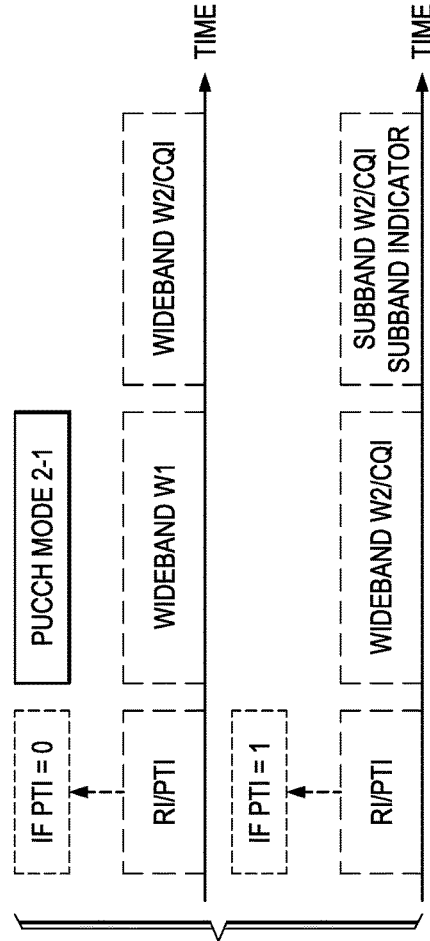 PUCCH MODE 2-1
IF PTI = 0
RI/PTI
WIDEBAND W1
WIDEBAND W2/CQI
TIME
IF PTI = 1
RI/PTI
WIDEBAND W2/CQI
SUBBAND W2/CQI
SUBBAND INDICATOR
TIME